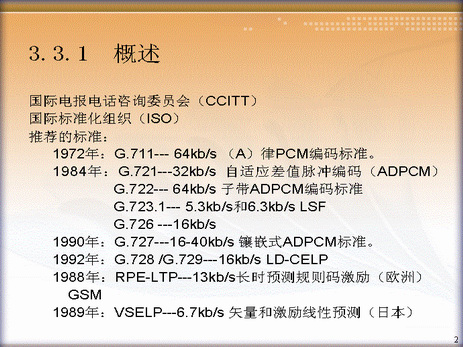 3.3.1 概述
国际电报电话咨询委员会（CCITT）
国际标准化组织（ISO）
推荐的标准：
1972年：G.711--- 64kb/s （A）律PCM编码标准。
1984年： G.721---32kb/s 自适应差值脉冲编码（ADPCM）
G.722--- 64kb/s 子带ADPCM编码标准
G.723.1--- 5.3kb/s和6.3kb/s LSF
G.726 ---16kb/s
1990年：G.727---16-40kb/s 镶嵌式ADPCM标准。
1992年：G.728 /G.729---16kb/s LD-CELP
1988年：RPE-LTP---13kb/s长时预测规则码激励（欧洲）
GSM
1989年：VSELP---6.7kb/s 矢量和激励线性预测（日本）
2